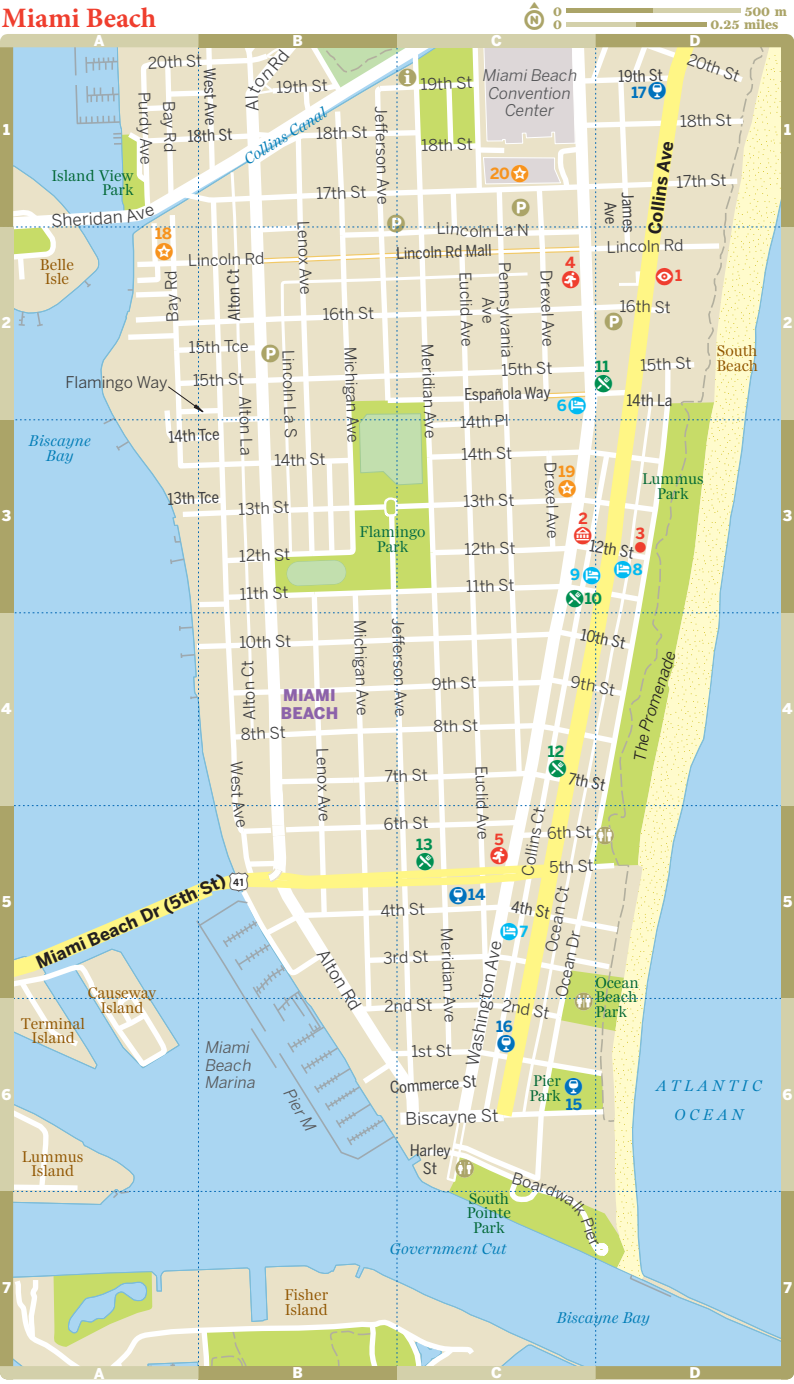 Miami Beach
N
0 500 m
0 0.25 miles
A B C D
20th St
West Ave
Alton Rd
19th St
i
19th St
Miami Beach
Convention
Center
19th St
20th St
17
Purdy Ave
Bay Rd
18th St
Collins Canal
18th St
Jefferson Ave
18th St
18th St
1
1
Collins Ave
Island View
Park
20
17th St
17th St
Sheridan Ave
P
P
James
Ave
Lenox Ave
Lincoln La N
18
Lincoln Rd
Lincoln Rd Mall
Lincoln Rd
Belle
Isle
4
1
Bay Rd
Alton Ct
Euclid Ave
Pennsylvania
Ave
Drexel Ave
16th St
16th St
P
2
2
15th Tce
P
Lincoln La S
Michigan Ave
Meridian Ave
South
Beach
Flamingo Way
15th St
15th St
15th St
11
Española Way
6
14th La
Alton La
14th Pl
Biscayne
Bay
14th Tce
14th St
14th St
Drexel Ave
19
Lummus
Park
13th Tce
13th St
13th St
3
3
Flamingo
Park
2
3
12th St
12th St
12th St
9
8
11th St
11th St
10
10th St
10th St
Michigan Ave
Jefferson Ave
Alton Ct
MIAMI
BEACH
9th St
9th St
The Promenade
4
4
8th St
8th St
12
West Ave
Lenox Ave
7th St
Euclid Ave
7th St
6th St
Collins Ct
6th St
13
5
5th St
41
Miami Beach Dr (5th St)
14
5
5
4th St
4th St
Ocean Ct
Ocean Dr
7
Alton Rd
3rd St
Meridian Ave
Washington Ave
Causeway
Island
Ocean
Beach
Park
Terminal
Island
2nd St
2nd St
16
Miami
Beach
Marina
1st St
Pier M
Commerce St
Pier
Park
15
ATLANTIC
OCEAN
6
6
Biscayne St
Lummus
Island
Harley
St
Boardwalk
Pier
South
Pointe
Park
Government Cut
7
7
Fisher
Island
Biscayne Bay
A B C D